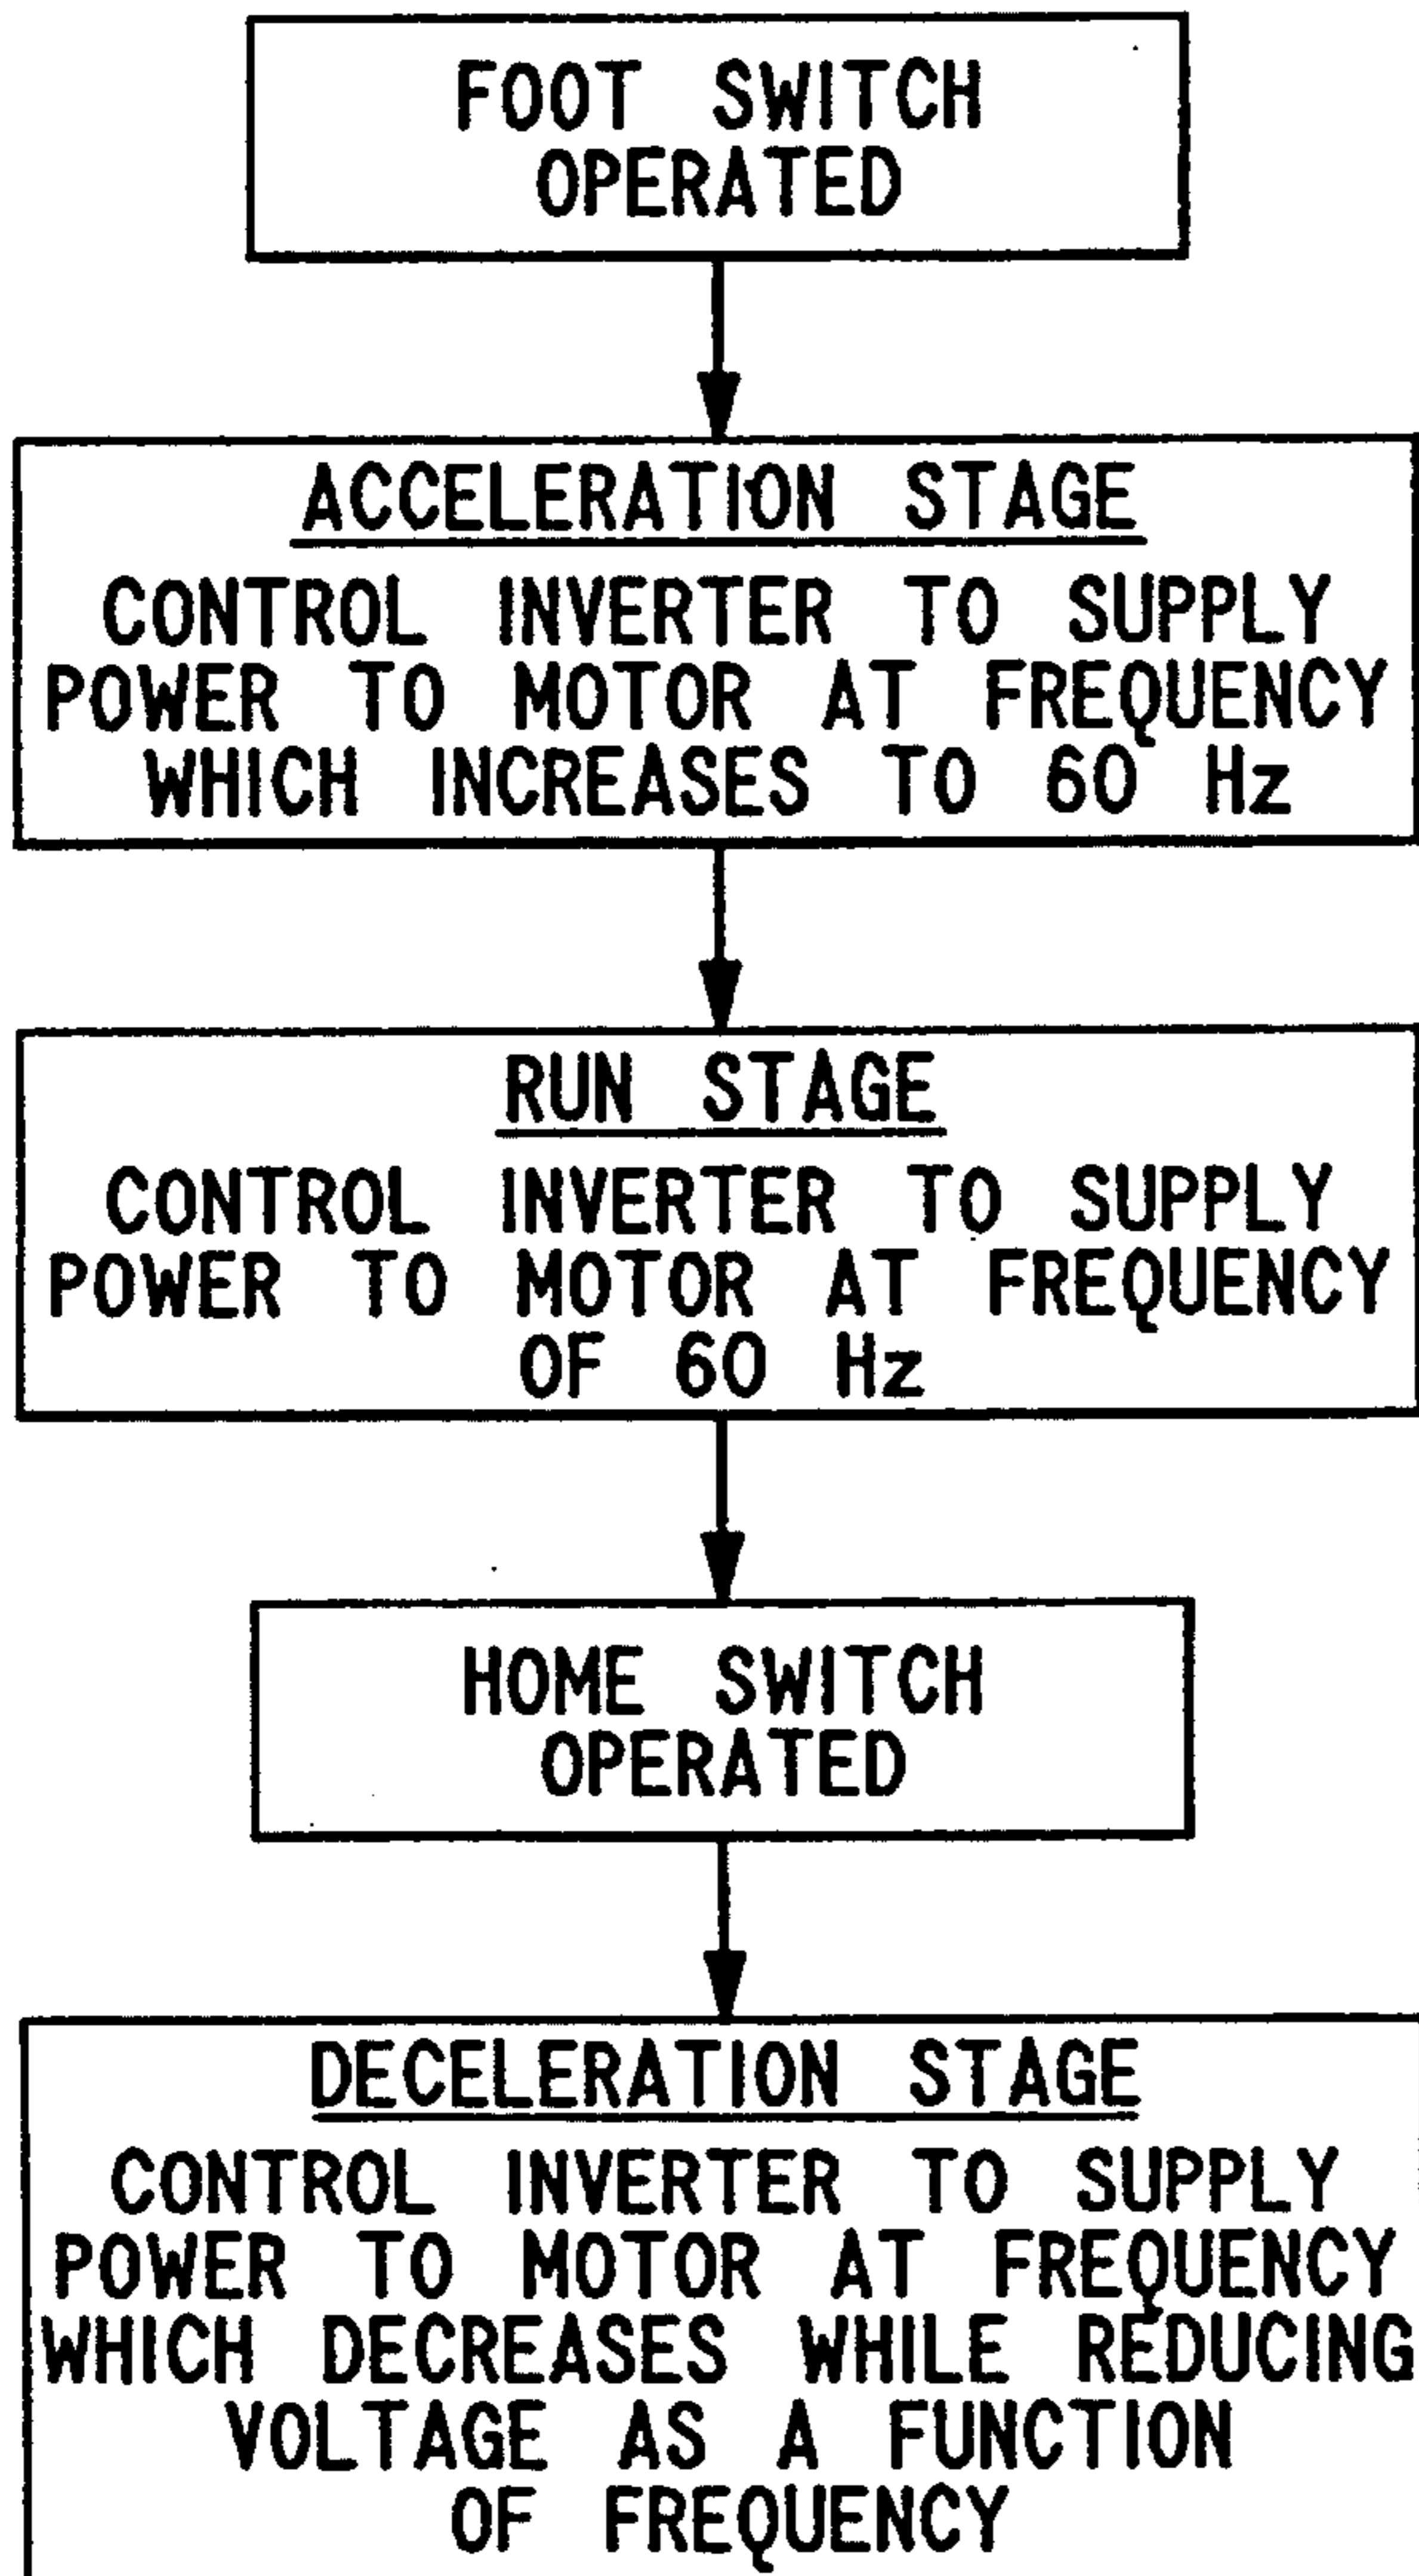 FOOT SWITCH
OPERATED
ACCELERATION STAGE
CONTROL INVERTER TO SUPPLY
POWER TO MOTOR AT FREQUENCY
WHICH INCREASES TO 60 Hz
RUN STAGE
CONTROL INVERTER TO SUPPLY
POWER TO MOTOR AT FREQUENCY
OF 60 Hz
HOME SWITCH
OPERATED
DECELERATION STAGE
CONTROL INVERTER TO SUPPLY
POWER TO MOTOR AT FREQUENCY
WHICH DECREASES WHILE REDUCING
VOLTAGE AS A FUNCTION
OF FREQUENCY